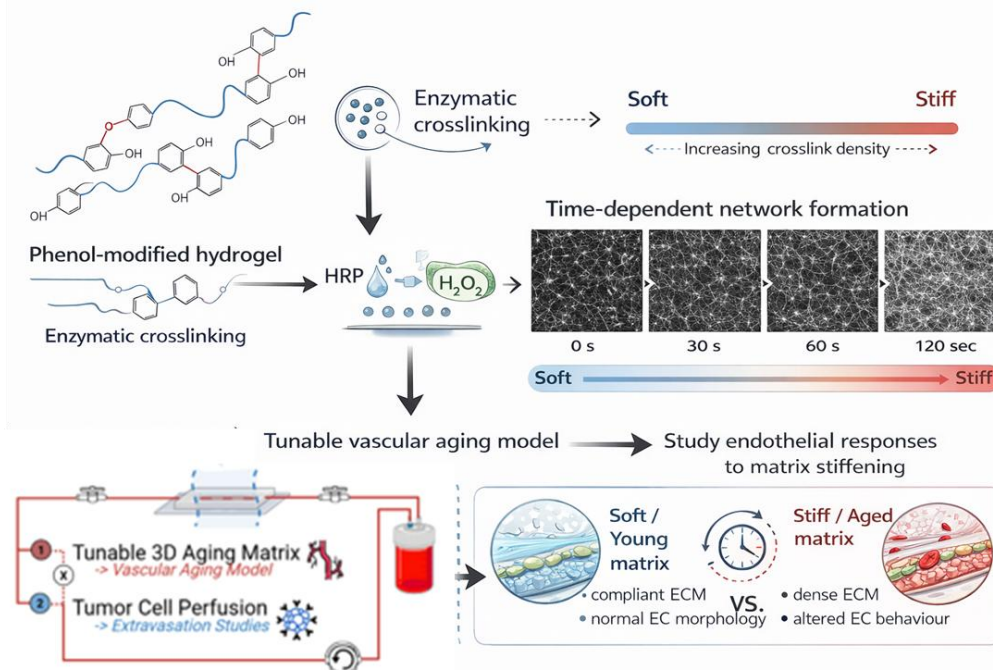 OH
OH
O
OH
OH
OH
OH
OH
Enzymatic
crosslinking
Soft
Stiff
Increasing crosslink density
Time-dependent network formation
Phenol-modified hydrogel
Enzymatic crosslinking
HRP
H₂O₂
0 s
30 s
60 s
120 sec
Soft
Stiff
Tunable vascular aging model
Study endothelial responses
to matrix stiffening
1
Tunable 3D Aging Matrix
-> Vascular Aging Model
X
2
Tumor Cell Perfusion
-> Extravasation Studies
Soft /
Young
matrix
• compliant ECM
• normal EC morphology
VS.
Stiff / Aged
matrix
• dense ECM
• altered EC behaviour